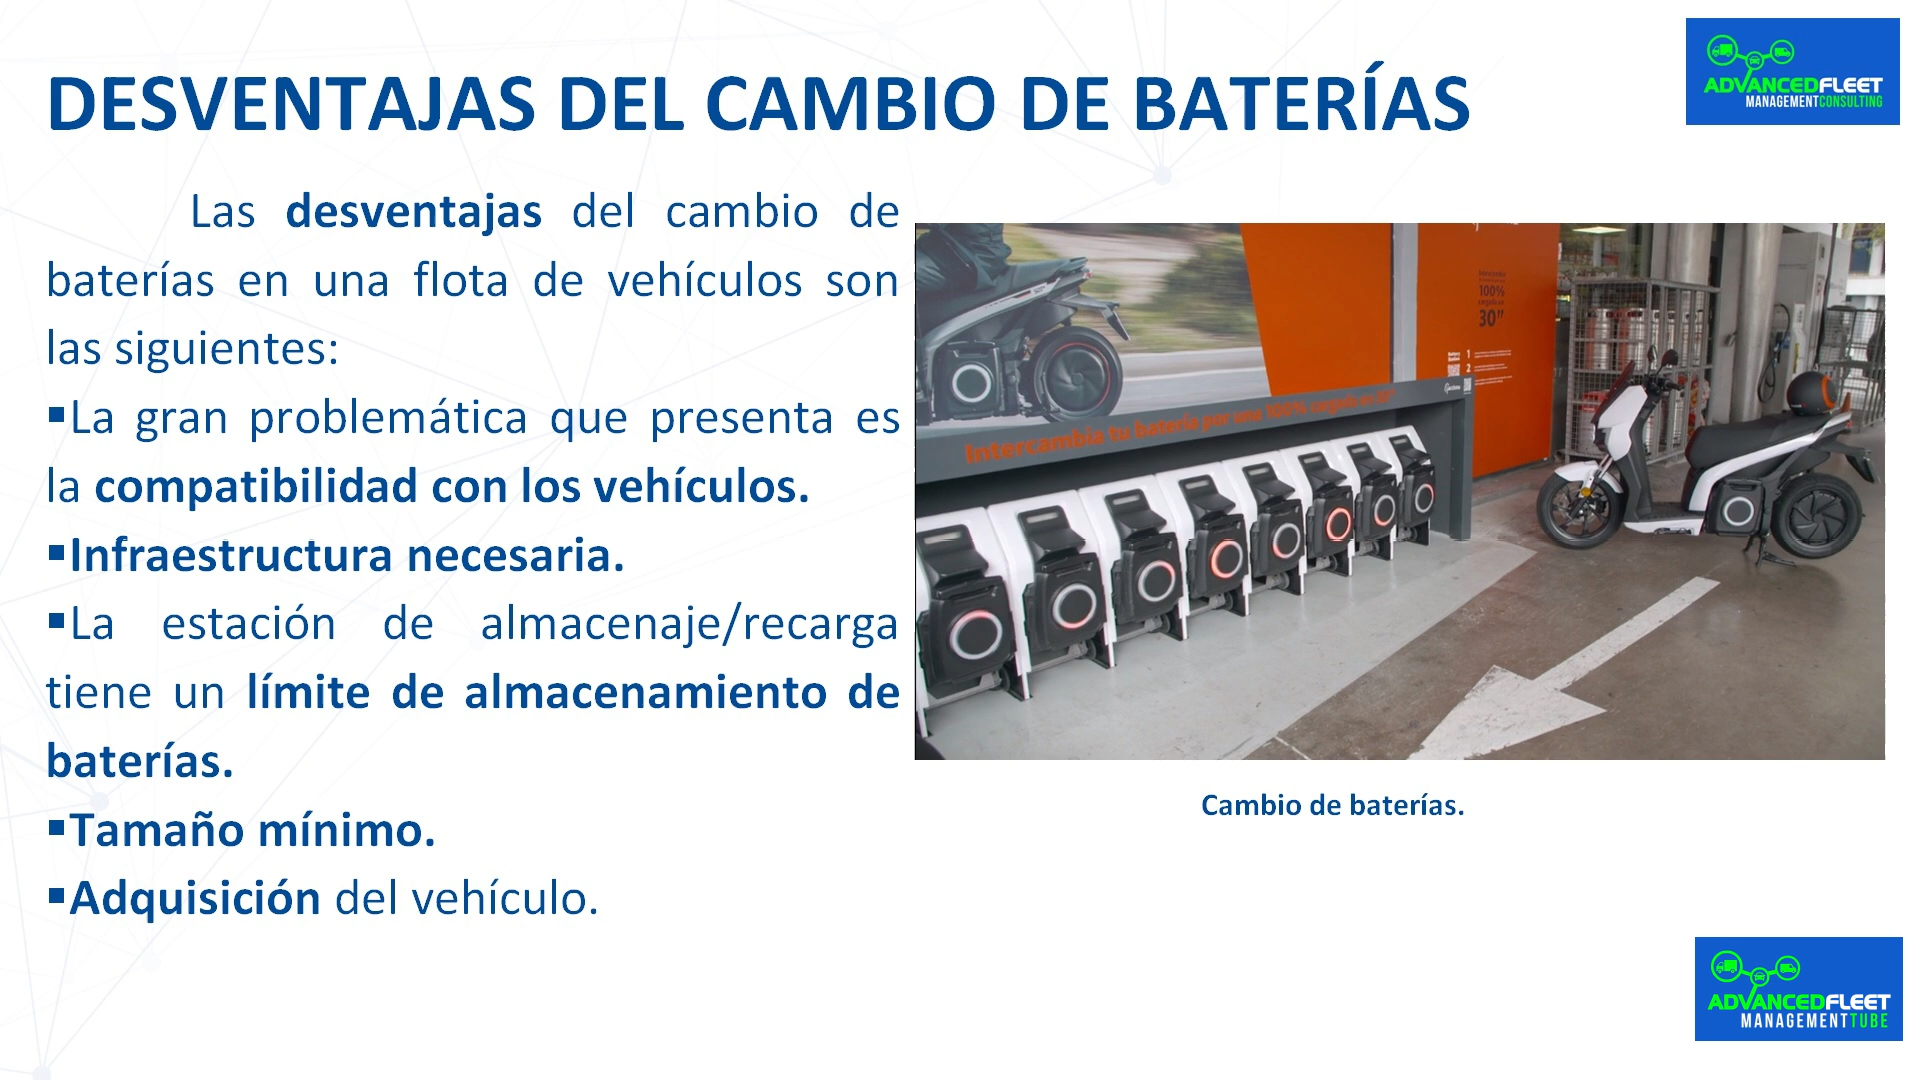 DESVENTAJAS DEL CAMBIO DE BATERÍAS
ADVANCEDFLEET
MANAGEMENTCONSULTING
Las desventajas del cambio de
baterías en una flota de vehículos son
las siguientes:
▪La gran problemática que presenta es
la compatibilidad con los vehículos.
▪Infraestructura necesaria.
▪La estación de almacenaje/recarga
tiene un límite de almacenamiento de
baterías.
▪Tamaño mínimo.
▪Adquisición del vehículo.
100%
30"
1
2
Intercambia tu batería por una 100% cargada en 30"
Cambio de baterías.
ADVANCEDFLEET
MANAGEMENTTUBE